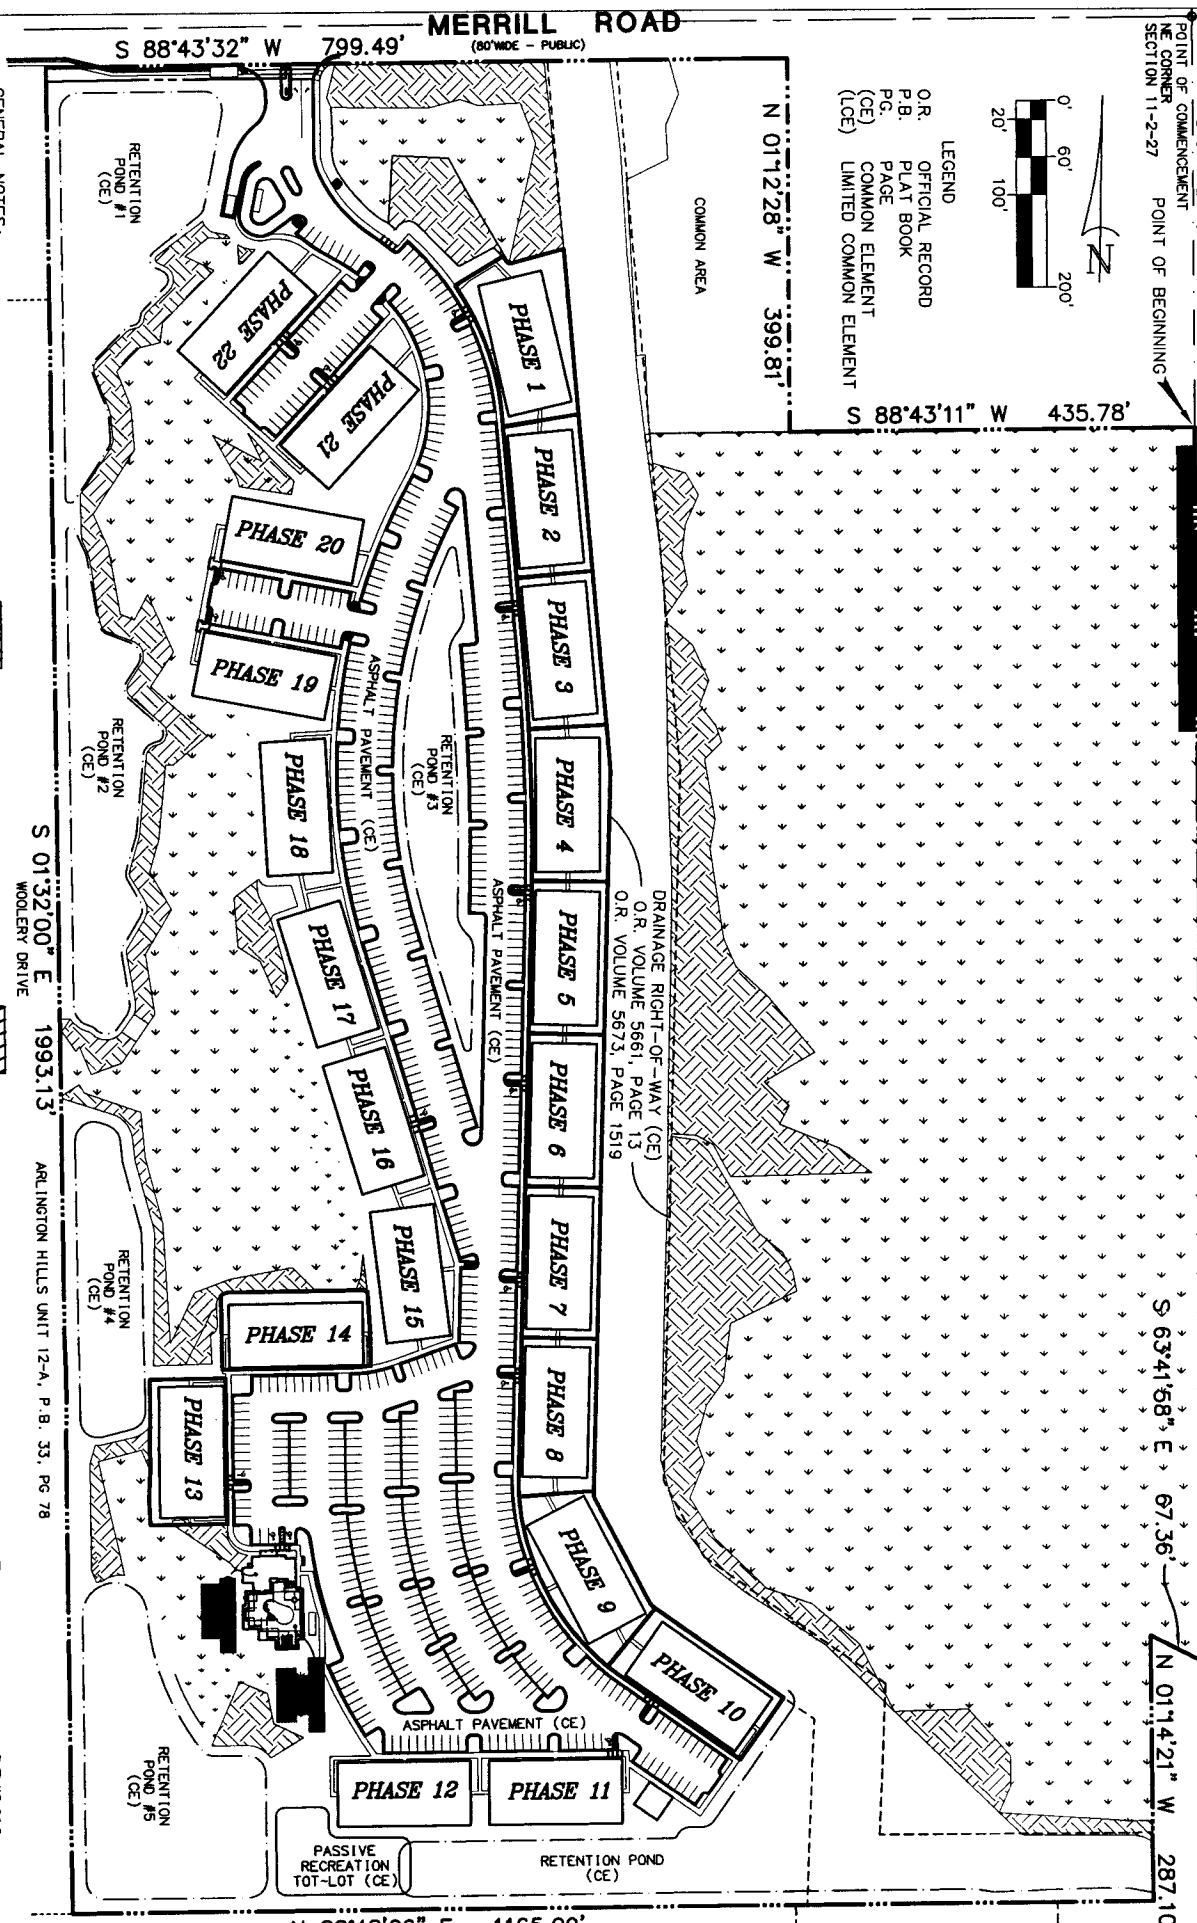 MERRILL ROAD
(80'WIDE - PUBLIC)
S 88°43'32" W 799.49'
POINT OF COMMENCEMENT
NE CORNER
SECTION 11-2-27
POINT OF BEGINNING
0' 60' 200'
20' 100'
N
LEGEND
O.R. OFFICIAL RECORD
P.B. PLAT BOOK
PG. PAGE
(CE) COMMON ELEMENT
(LCE) LIMITED COMMON ELEMENT
N 01°12'28" W 399.81'
S 88°43'11" W 435.78'
COMMON AREA
GENERAL NOTES:
RETENTION
POND #1
(CE)
PHASE 22
PHASE 21
PHASE 1
PHASE 2
PHASE 20
PHASE 3
PHASE 19
ASPHALT PAVEMENT (CE)
RETENTION
POND #3
(CE)
RETENTION
POND #2
(CE)
PHASE 4
PHASE 18
PHASE 5
PHASE 17
ASPHALT PAVEMENT (CE)
DRAINAGE RIGHT-OF-WAY (CE)
O.R. VOLUME 5661, PAGE 13
O.R. VOLUME 5673, PAGE 1519
S 01°32'00" E 1993.13'
WOOLERY DRIVE
PHASE 6
PHASE 16
PHASE 7
PHASE 15
PHASE 14
RETENTION
POND #4
(CE)
ARLINGTON HILLS UNIT 12-A, P.B. 33, PG 78
PHASE 8
PHASE 13
S 63°41'58" E 67.36'
PHASE 9
PHASE 10
N 01°14'21" W 287.10
ASPHALT PAVEMENT (CE)
PHASE 12
PHASE 11
RETENTION
POND #5
(CE)
PASSIVE
RECREATION
TOT-LOT (CE)
RETENTION POND
(CE)